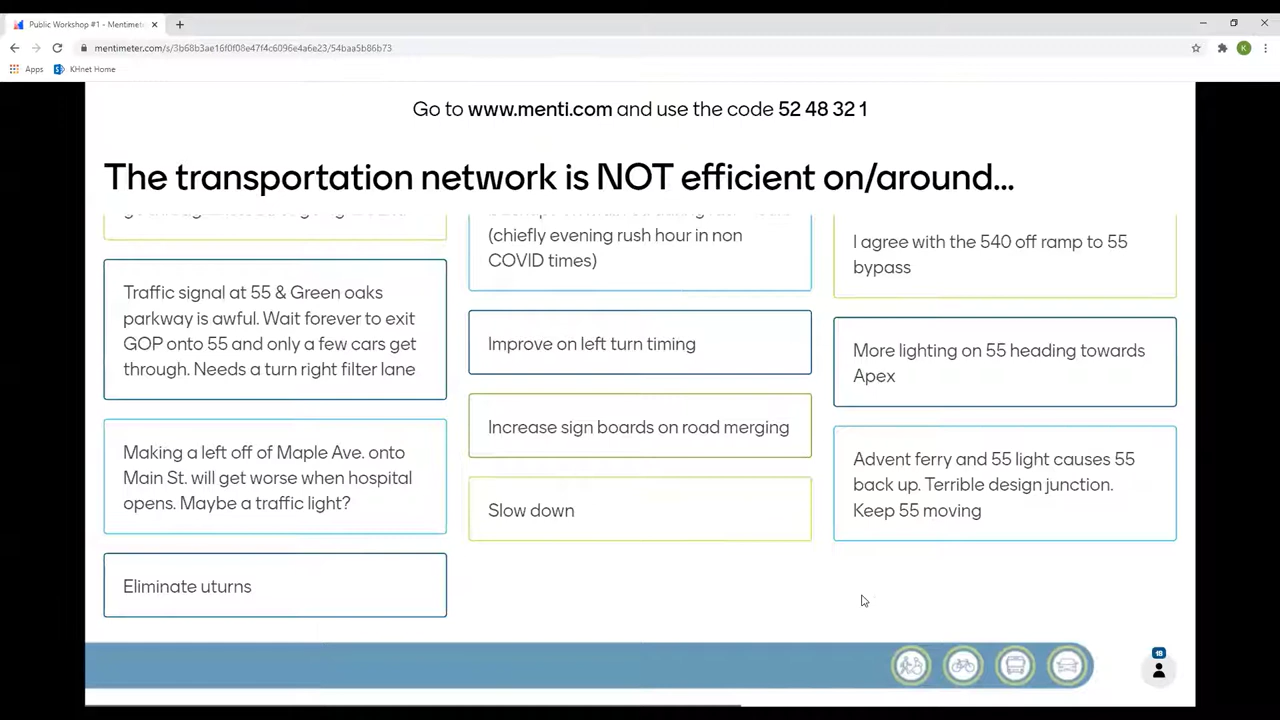 Public Workshop #1 - Mentimete
mentimeter.com/s/3b68b3ae16f0f08e47f4c6096e4a6e23/54baa5b86b73
K
Apps
KHnet Home
Go to www.menti.com and use the code 52 48 32 1
The transportation network is NOT efficient on/around...
(chiefly evening rush hour in non
COVID times)
I agree with the 540 off ramp to 55
bypass
Traffic signal at 55 & Green oaks
parkway is awful. Wait forever to exit
GOP onto 55 and only a few cars get
through. Needs a turn right filter lane
Improve on left turn timing
More lighting on 55 heading towards
Apex
Increase sign boards on road merging
Making a left off of Maple Ave. onto
Main St. will get worse when hospital
opens. Maybe a traffic light?
Slow down
Advent ferry and 55 light causes 55
back up. Terrible design junction.
Keep 55 moving
Eliminate uturns
18